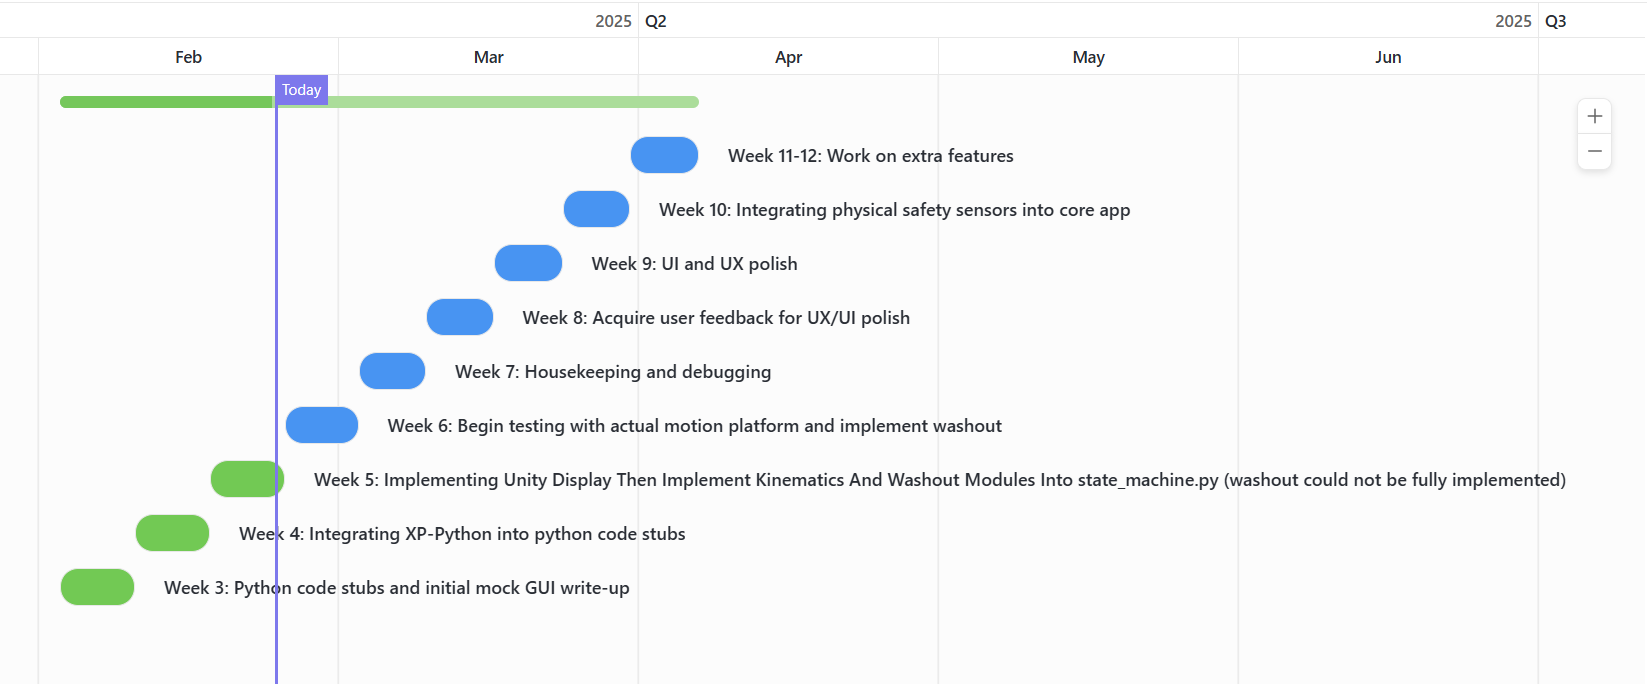 2025 Q2 2025 Q3
Feb Mar Apr May Jun
Today
+
Week 11-12: Work on extra features
−
Week 10: Integrating physical safety sensors into core app
Week 9: UI and UX polish
Week 8: Acquire user feedback for UX/UI polish
Week 7: Housekeeping and debugging
Week 6: Begin testing with actual motion platform and implement washout
Week 5: Implementing Unity Display Then Implement Kinematics And Washout Modules Into state_machine.py (washout could not be fully implemented)
Week 4: Integrating XP-Python into python code stubs
Week 3: Python code stubs and initial mock GUI write-up